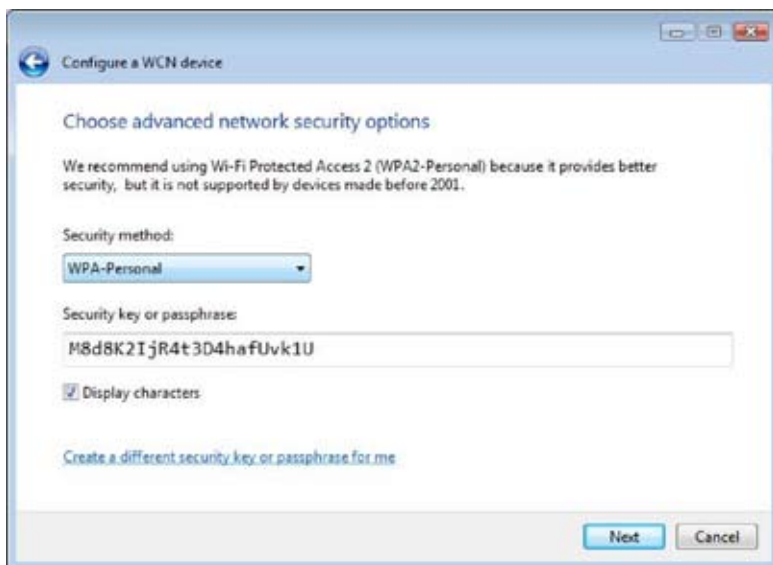 Configure a WCN device
Choose advanced network security options
We recommend using Wi-Fi Protected Access 2 (WPA2-Personal) because it provides better
security, but it is not supported by devices made before 2001.
Security method:
WPA-Personal
Security key or passphrase:
M8d8K2IjR4t3D4hafUvk1U
Display characters
Create a different security key or passphrase for me
Next
Cancel